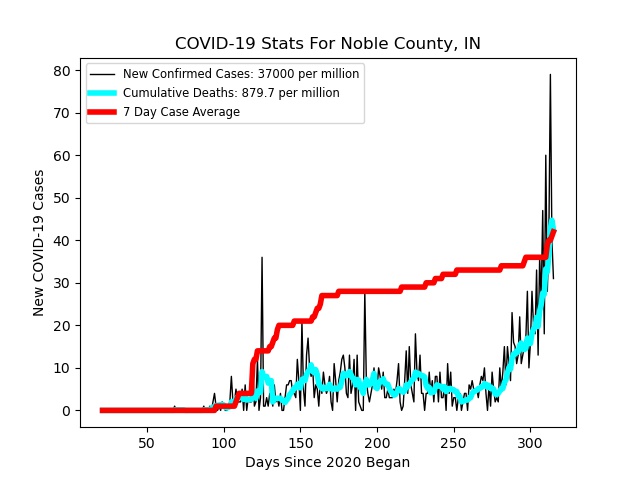 COVID-19 Stats For Noble County, IN
New Confirmed Cases: 37000 per million
Cumulative Deaths: 879.7 per million
7 Day Case Average
New COVID-19 Cases
80
70
60
50
40
30
20
10
0
50 100 150 200 250 300
Days Since 2020 Began